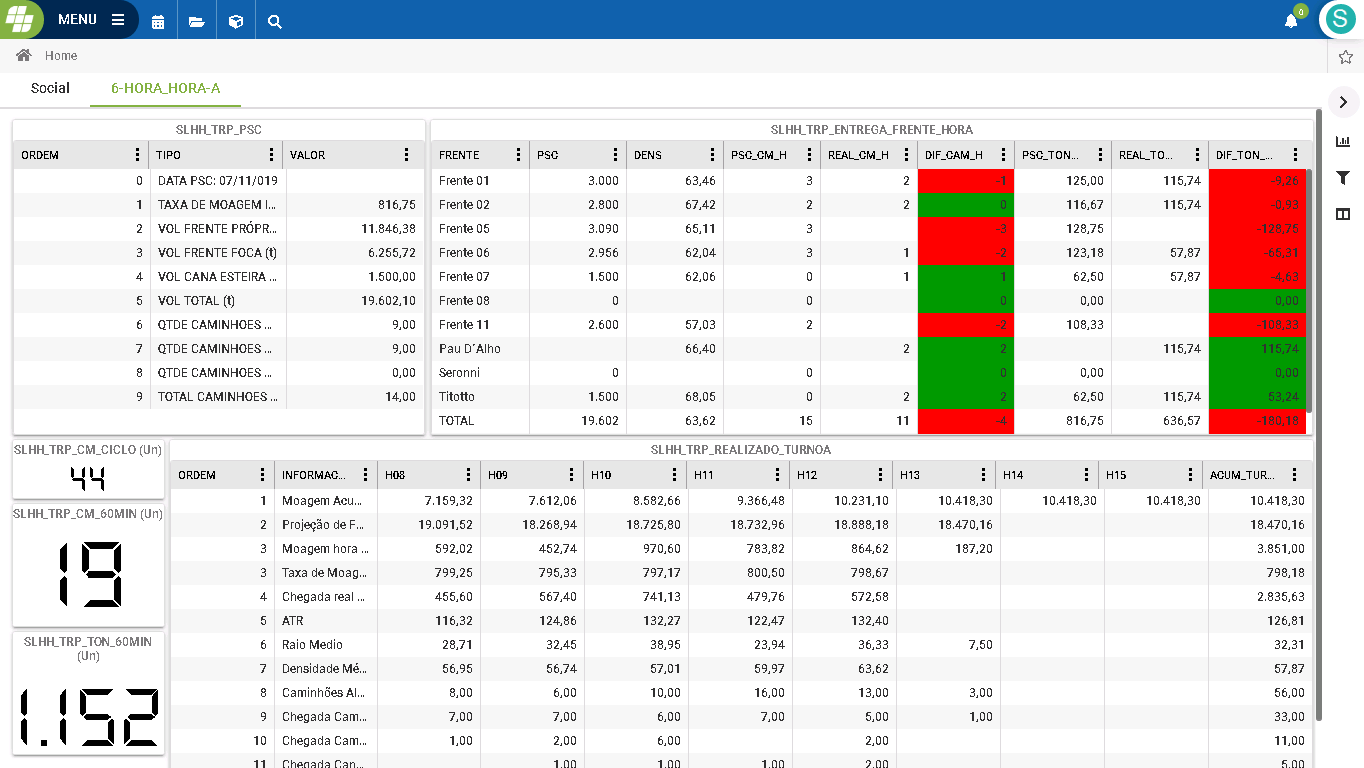 MENU
0
S
Home
Social 6-HORA_HORA-A
SLHH_TRP_PSC
ORDEM TIPO VALOR
0 DATA PSC: 07/11/019
1 TAXA DE MOAGEM I... 816,75
2 VOL FRENTE PRÓPR... 11.846,38
3 VOL FRENTE FOCA (t) 6.255,72
4 VOL CANA ESTEIRA ... 1.500,00
5 VOL TOTAL (t) 19.602,10
6 QTDE CAMINHOES ... 9,00
7 QTDE CAMINHOES ... 9,00
8 QTDE CAMINHOES ... 0,00
9 TOTAL CAMINHOES ... 14,00
SLHH_TRP_ENTREGA_FRENTE_HORA
FRENTE PSC DENS PSC_CM_H REAL_CM_H DIF_CAM_H PSC_TON... REAL_TO... DIF_TON_...
Frente 01 3.000 63,46 3 2 -1 125,00 115,74 -9,26
Frente 02 2.800 67,42 2 2 0 116,67 115,74 -0,93
Frente 05 3.090 65,11 3 -3 128,75 -128,75
Frente 06 2.956 62,04 3 1 -2 123,18 57,87 -65,31
Frente 07 1.500 62,06 0 1 1 62,50 57,87 -4,63
Frente 08 0 0 0 0,00 0,00
Frente 11 2.600 57,03 2 -2 108,33 -108,33
Pau D´Alho 66,40 2 2 115,74 115,74
Seronni 0 0 0 0,00 0,00
Titotto 1.500 68,05 0 2 2 62,50 115,74 53,24
TOTAL 19.602 63,62 15 11 -4 816,75 636,57 -180,18
SLHH_TRP_CM_CICLO (Un)
44
SLHH_TRP_CM_60MIN (Un)
19
SLHH_TRP_TON_60MIN
(Un)
1.152
SLHH_TRP_REALIZADO_TURNOA
ORDEM INFORMAC... H08 H09 H10 H11 H12 H13 H14 H15 ACUM_TUR...
1 Moagem Acu... 7.159,32 7.612,06 8.582,66 9.366,48 10.231,10 10.418,30 10.418,30 10.418,30 10.418,30
2 Projeção de F... 19.091,52 18.268,94 18.725,80 18.732,96 18.888,18 18.470,16 18.470,16
3 Moagem hora ... 592,02 452,74 970,60 783,82 864,62 187,20 3.851,00
3 Taxa de Moag... 799,25 795,33 797,17 800,50 798,67 798,18
4 Chegada real ... 455,60 567,40 741,13 479,76 572,58 2.835,63
5 ATR 116,32 124,86 132,27 122,47 132,40 126,81
6 Raio Medio 28,71 32,45 38,95 23,94 36,33 7,50 32,31
7 Densidade Mé... 56,95 56,74 57,01 59,97 63,62 57,87
8 Caminhões Al... 8,00 6,00 10,00 16,00 13,00 3,00 56,00
9 Chegada Cam... 7,00 7,00 6,00 7,00 5,00 1,00 33,00
10 Chegada Cam... 1,00 2,00 6,00 2,00 11,00
11 Chegada Cam... 1,00 1,00 1,00 2,00 5,00